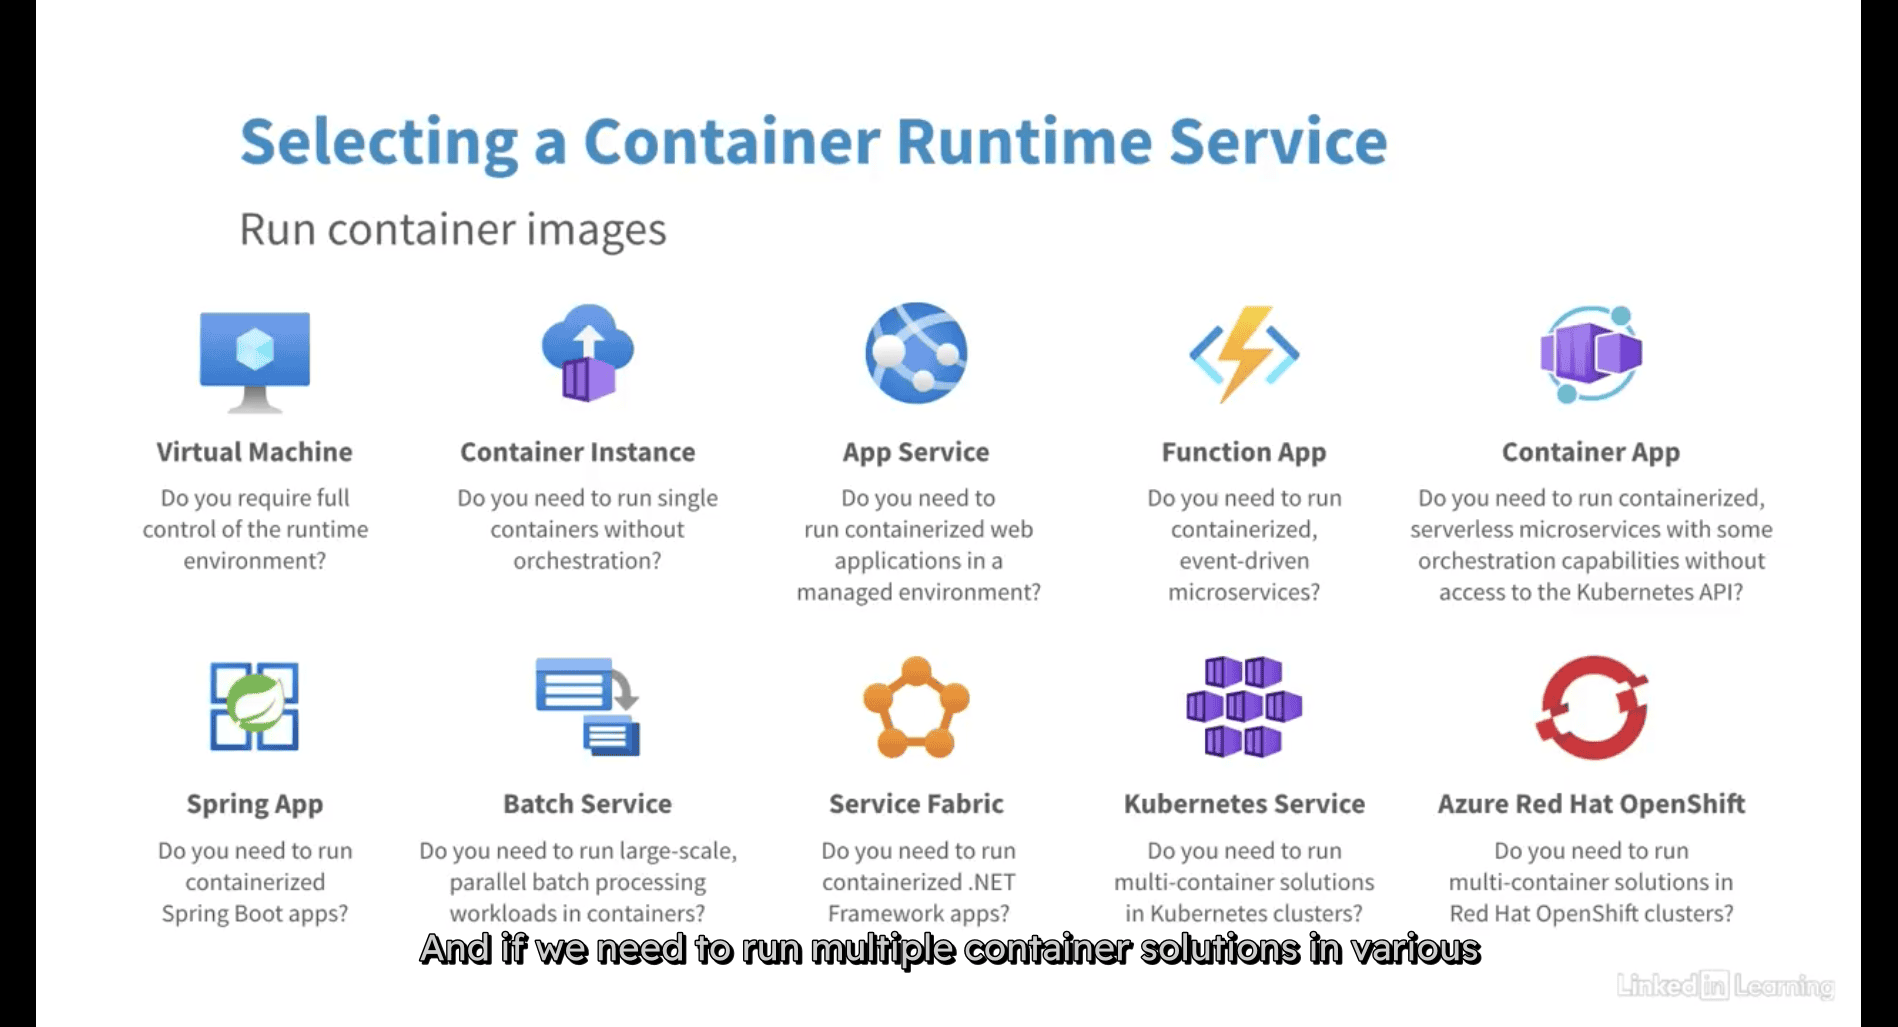 Selecting a Container Runtime Service
Run container images
Virtual Machine
Do you require full
control of the runtime
environment?
Container Instance
Do you need to run single
containers without
orchestration?
App Service
Do you need to
run containerized web
applications in a
managed environment?
Function App
Do you need to run
containerized,
event-driven
microservices?
Container App
Do you need to run containerized,
serverless microservices with some
orchestration capabilities without
access to the Kubernetes API?
Spring App
Do you need to run
containerized
Spring Boot apps?
Batch Service
Do you need to run large-scale,
parallel batch processing
workloads in containers?
Service Fabric
Do you need to run
containerized .NET
Framework apps?
Kubernetes Service
Do you need to run
multi-container solutions
in Kubernetes clusters?
Azure Red Hat OpenShift
Do you need to run
multi-container solutions in
Red Hat OpenShift clusters?
And if we need to run multiple container solutions in various
Linked in Learning